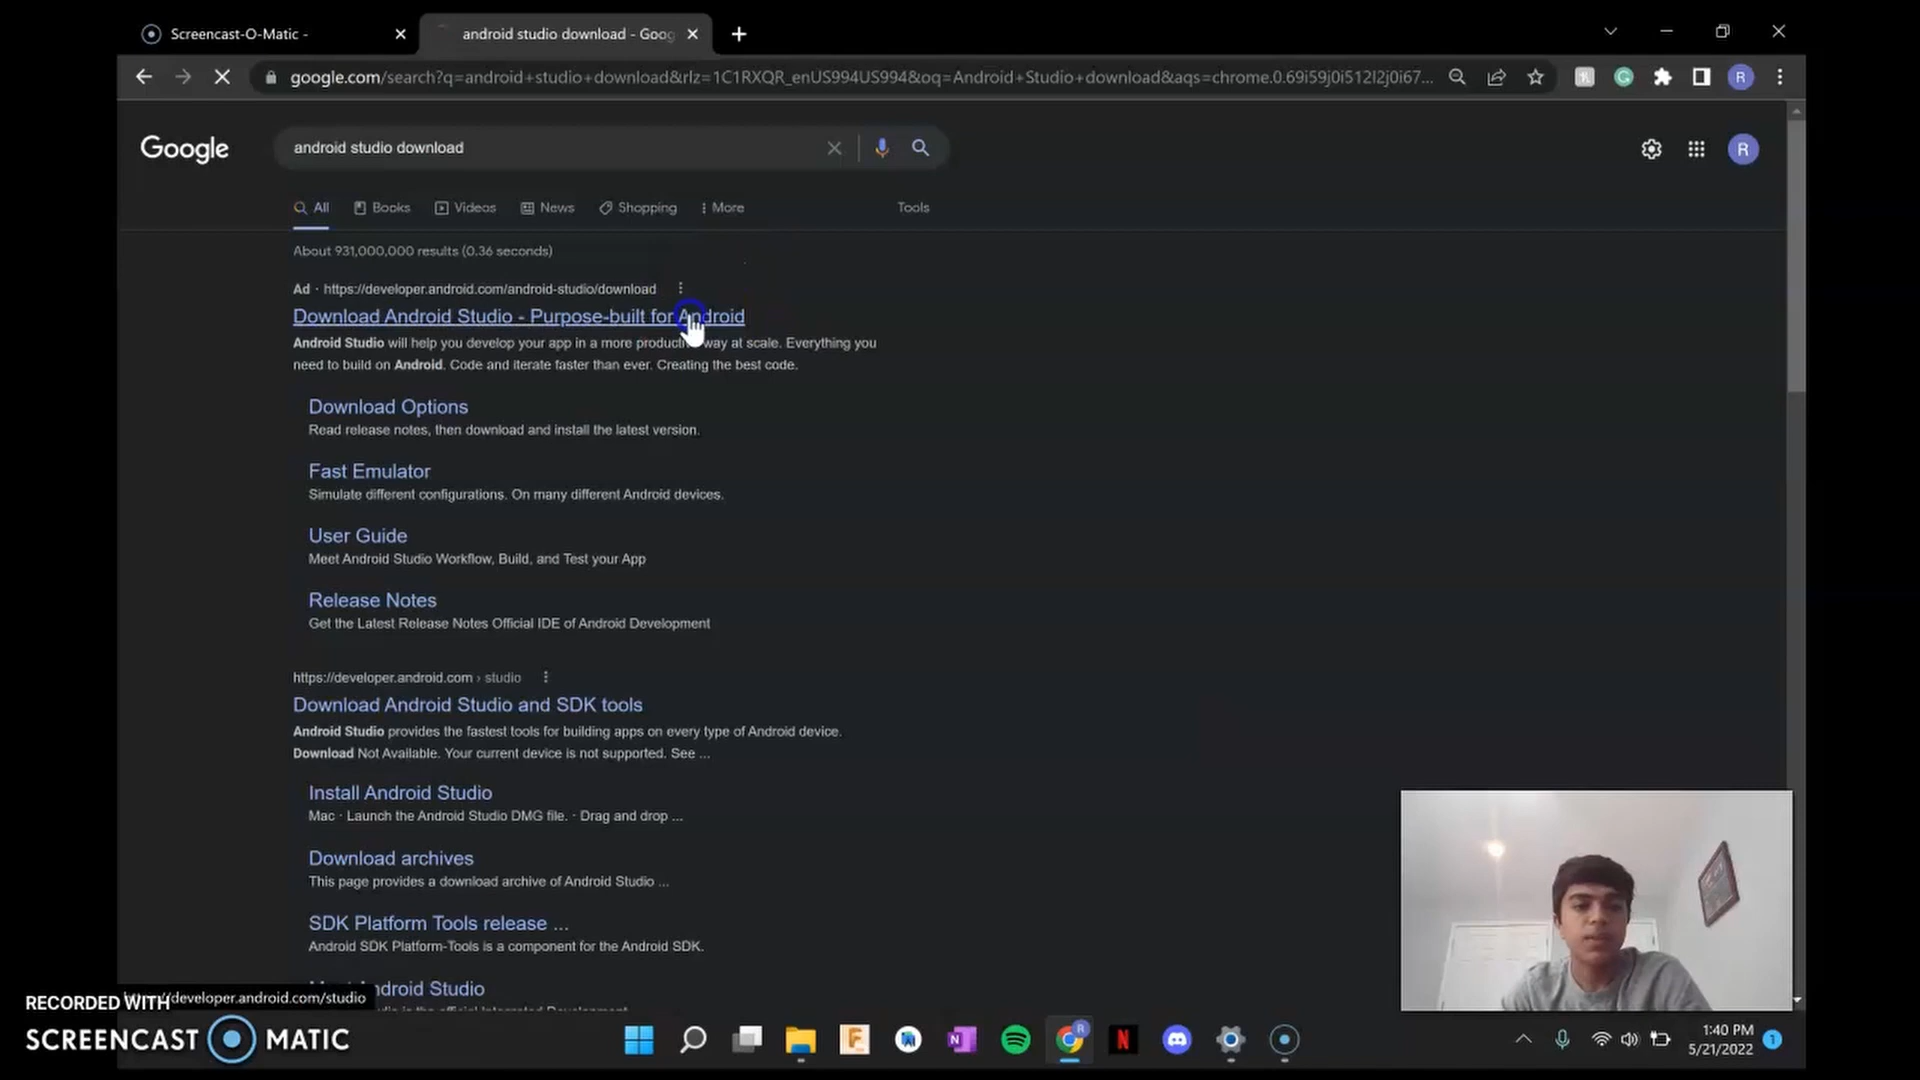 Screencast-O-Matic -
android studio download - Goog
google.com/search?q=android+studio+download&rlz=1C1RXQR_enUS994US994&oq=Android+Studio+download&aqs=chrome.0.69i59j0i512l2j0i67...
R
Google
android studio download
R
All
Books
Videos
News
Shopping
More
Tools
About 931,000,000 results (0.36 seconds)
Ad · https://developer.android.com/android-studio/download
Download Android Studio - Purpose-built for Android
Android Studio will help you develop your app in a more productive way at scale. Everything you
need to build on Android. Code and iterate faster than ever. Creating the best code.
Download Options
Read release notes, then download and install the latest version.
Fast Emulator
Simulate different configurations. On many different Android devices.
User Guide
Meet Android Studio Workflow, Build, and Test your App
Release Notes
Get the Latest Release Notes Official IDE of Android Development
https://developer.android.com › studio
Download Android Studio and SDK tools
Android Studio provides the fastest tools for building apps on every type of Android device.
Download Not Available. Your current device is not supported. See ...
Install Android Studio
Mac · Launch the Android Studio DMG file. · Drag and drop ...
Download archives
This page provides a download archive of Android Studio ...
SDK Platform Tools release ...
Android SDK Platform-Tools is a component for the Android SDK.
Android Studio
developer.android.com/studio
RECORDED WITH
SCREENCAST MATIC
F
N
R
N
1:40 PM
5/21/2022
1